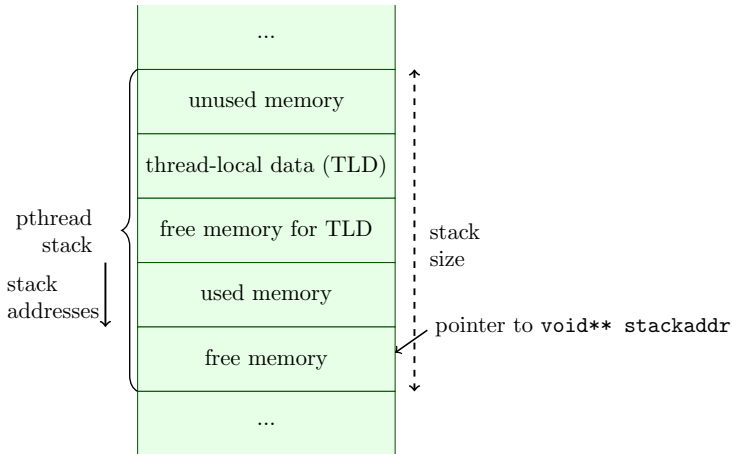 ...
unused memory
thread-local data (TLD)
free memory for TLD
used memory
free memory
...
pthread
stack
stack
addresses
stack
size
pointer to void** stackaddr